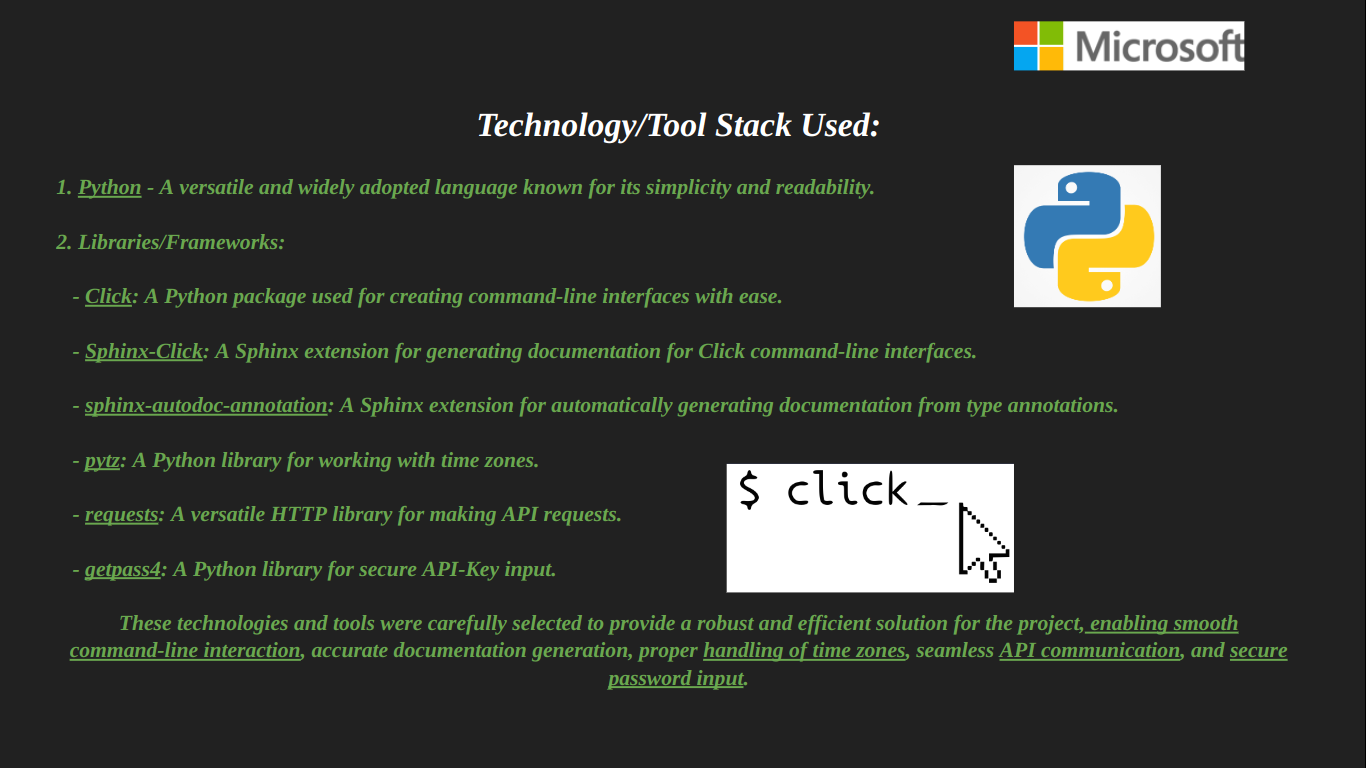 Microsoft
Technology/Tool Stack Used:
1. Python - A versatile and widely adopted language known for its simplicity and readability.
2. Libraries/Frameworks:
- Click: A Python package used for creating command-line interfaces with ease.
- Sphinx-Click: A Sphinx extension for generating documentation for Click command-line interfaces.
- sphinx-autodoc-annotation: A Sphinx extension for automatically generating documentation from type annotations.
- pytz: A Python library for working with time zones.
$ click_
- requests: A versatile HTTP library for making API requests.
- getpass4: A Python library for secure API-Key input.
These technologies and tools were carefully selected to provide a robust and efficient solution for the project, enabling smooth
command-line interaction, accurate documentation generation, proper handling of time zones, seamless API communication, and secure
password input.